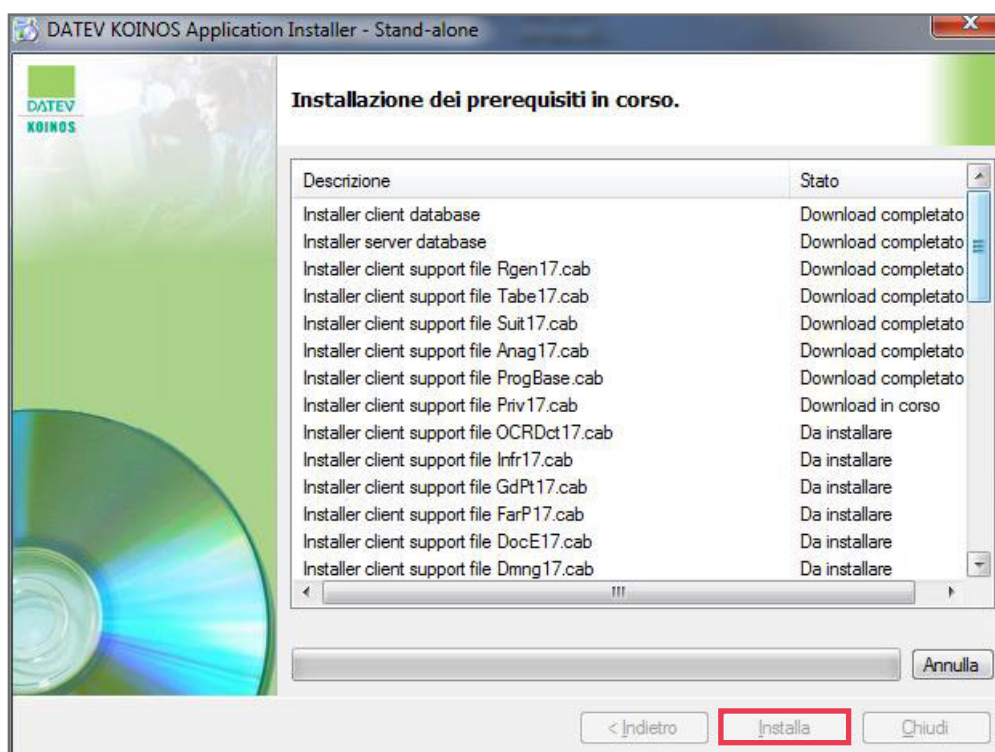 DATEV KOINOS Application Installer - Stand-alone
X
DATEV
KOINOS
Installazione dei prerequisiti in corso.
Descrizione Stato
Installer client database Download completato
Installer server database Download completato
Installer client support file Rgen17.cab Download completato
Installer client support file Tabe17.cab Download completato
Installer client support file Suit17.cab Download completato
Installer client support file Anag17.cab Download completato
Installer client support file ProgBase.cab Download completato
Installer client support file Priv17.cab Download in corso
Installer client support file OCRDct17.cab Da installare
Installer client support file Infr17.cab Da installare
Installer client support file GdPt17.cab Da installare
Installer client support file FarP17.cab Da installare
Installer client support file DocE17.cab Da installare
Installer client support file Dmng17.cab Da installare
Annulla
< Indietro Installa Chiudi